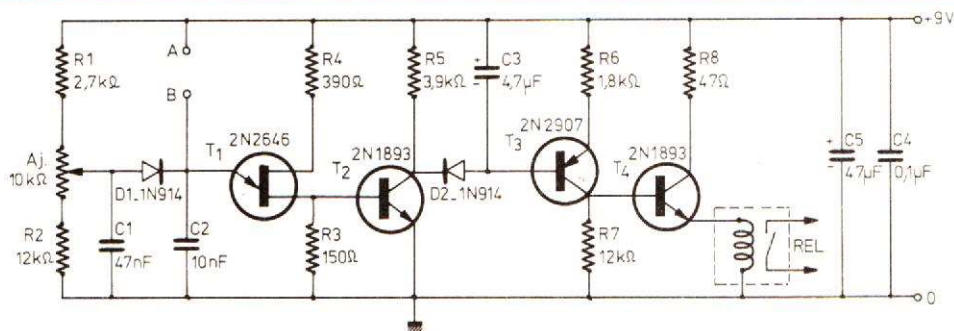 +9V
A
B
R1
2,7kΩ
R4
390Ω
R5
3,9kΩ
C3
4,7µF
+
−
R6
1,8kΩ
R8
47Ω
Aj.
10kΩ
D1_1N914
T1
2N2646
T2
2N1893
D2_1N914
T3
2N2907
T4
2N1893
+
−
C5
47µF
C4
0,1µF
R2
12kΩ
C1
47nF
C2
10nF
R3
150Ω
R7
12kΩ
REL
0